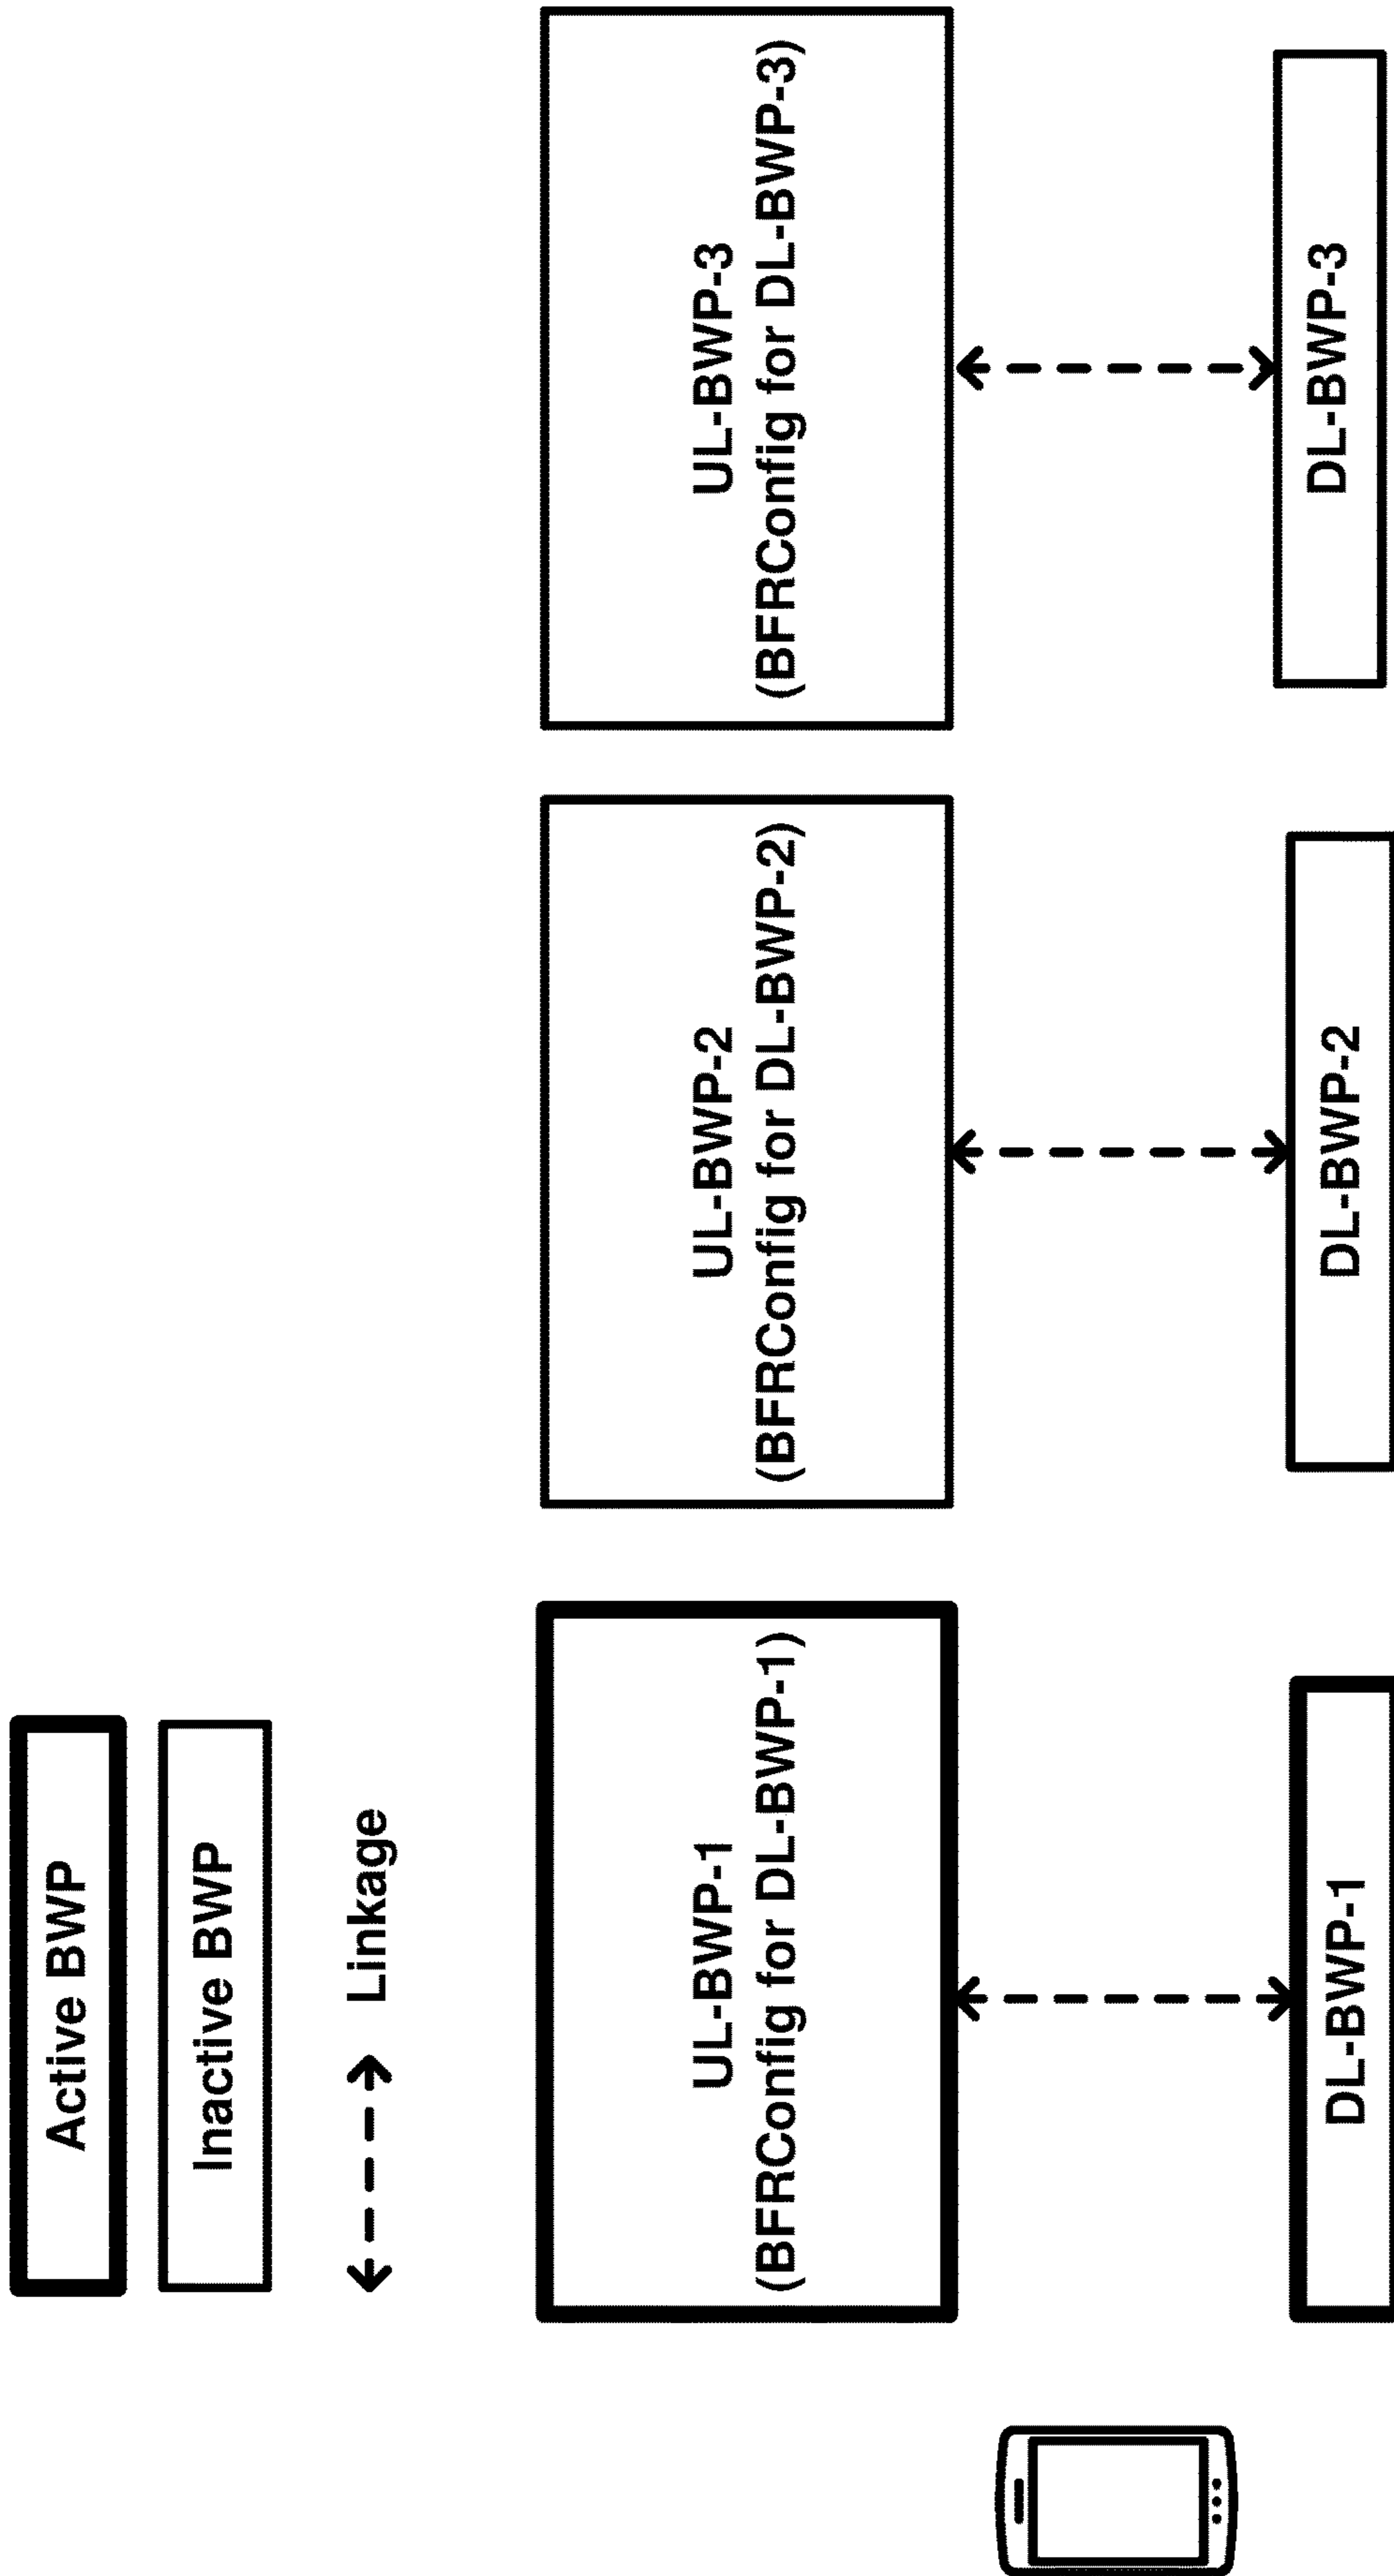 Active BWP
Inactive BWP
Linkage
UL-BWP-1
(BFRConfig for DL-BWP-1)
UL-BWP-2
(BFRConfig for DL-BWP-2)
UL-BWP-3
(BFRConfig for DL-BWP-3)
DL-BWP-1
DL-BWP-2
DL-BWP-3